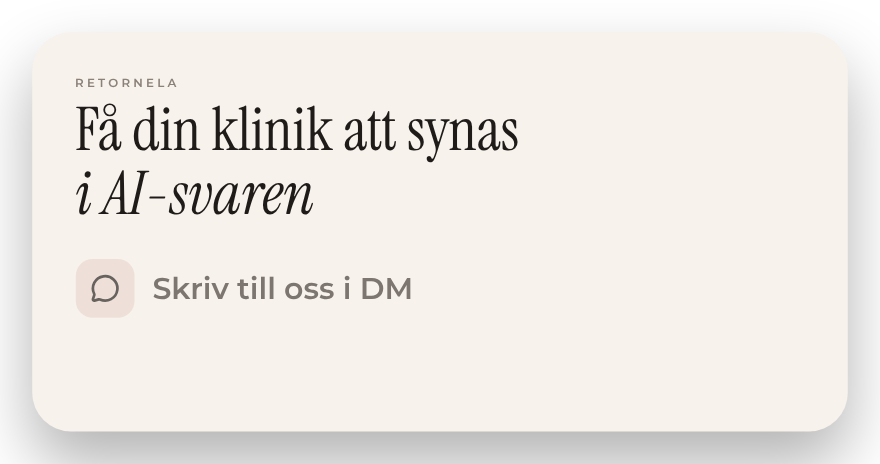 RETORNELA
Få din klinik att synas
i AI-svaren
Skriv till oss i DM